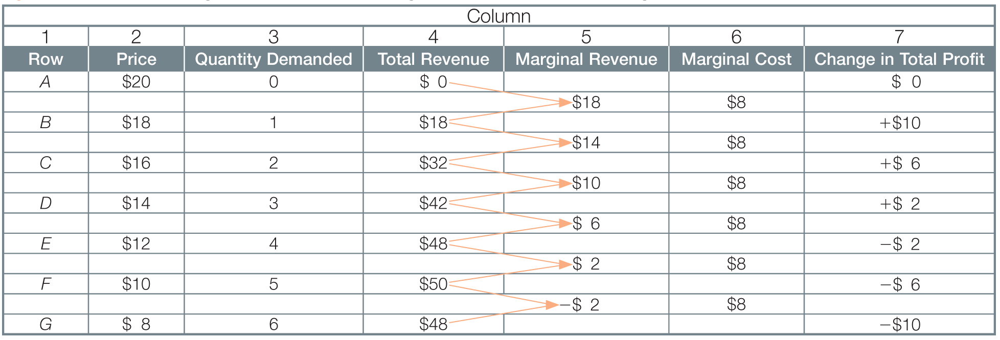 Column
1 2 3 4 5 6 7
Row Price Quantity Demanded Total Revenue Marginal Revenue Marginal Cost Change in Total Profit
A $20 0 $ 0 $ 0
$18 $8
B $18 1 $18 +$10
$14 $8
C $16 2 $32 +$ 6
$10 $8
D $14 3 $42 +$ 2
$ 6 $8
E $12 4 $48 −$ 2
$ 2 $8
F $10 5 $50 −$ 6
−$ 2 $8
G $ 8 6 $48 −$10